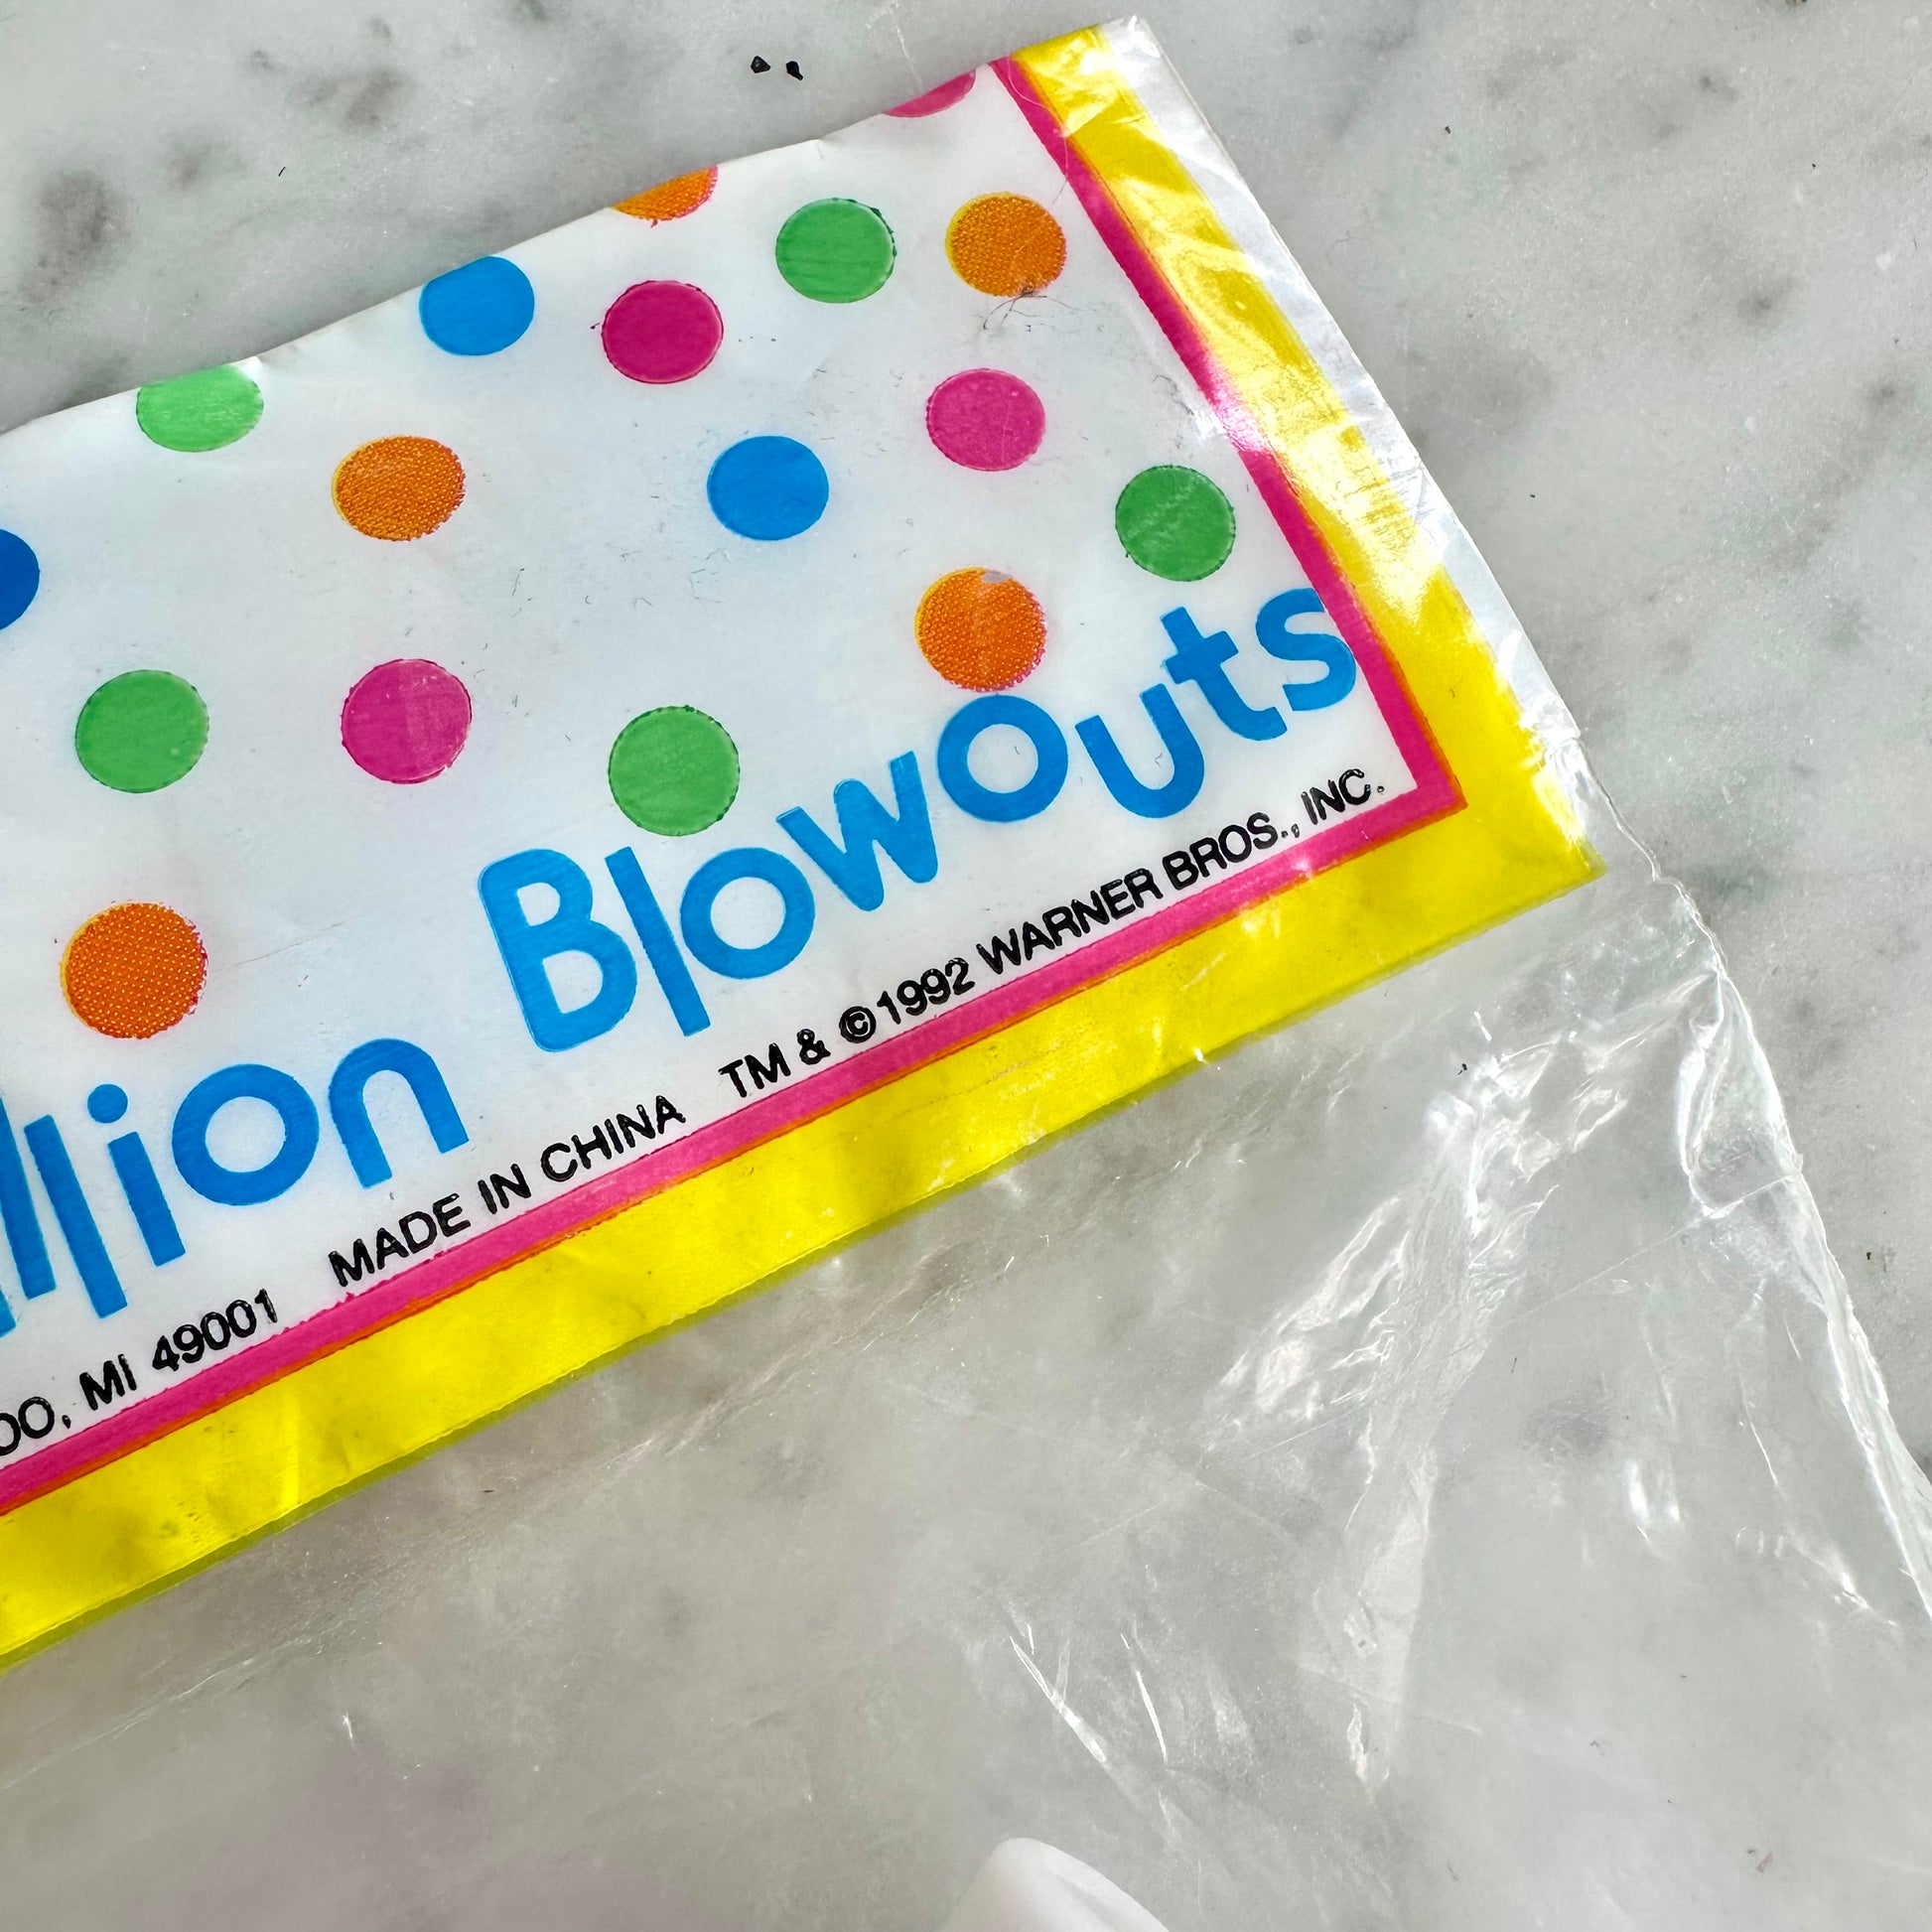 llion Blowouts
OO, MI 49001 MADE IN CHINA TM & ©1992 WARNER BROS., INC.